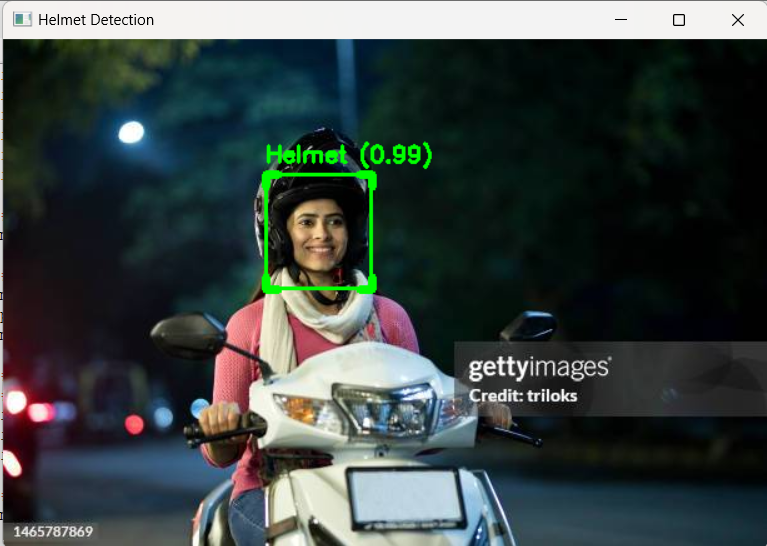 Helmet Detection
Helmet (0.99)
gettyimages®
Credit: triloks
1465787869